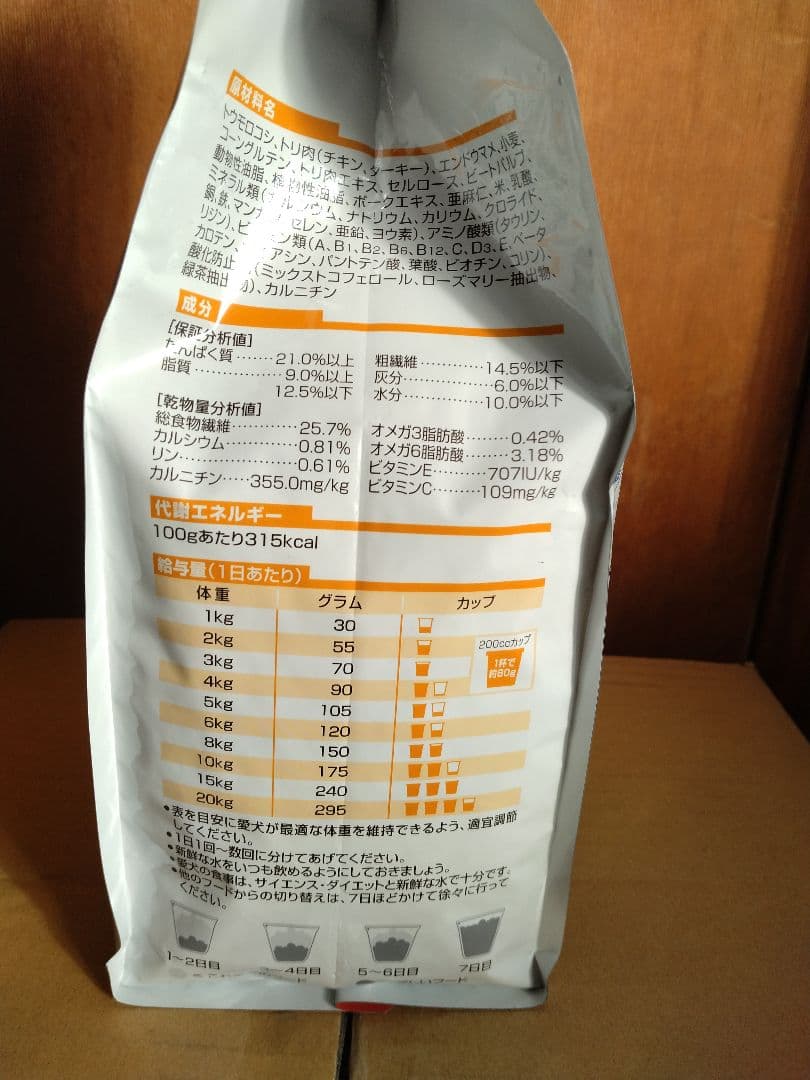 原材料名
トウモロコシ、トリ肉(チキン、ターキー)、エンドウマメ、小麦、
コーングルテン、トリ肉エキス、セルロース、ビートパルプ、
動物性油脂、植物性油脂、ポークエキス、亜麻仁、米、乳酸、
ミネラル類(カルシウム、ナトリウム、カリウム、クロライド、
銅、鉄、マンガン、セレン、亜鉛、ヨウ素)、アミノ酸類(タウリン、
リジン)、ビタミン類(A、B1、B2、B6、B12、C、D3、E、ベータ
カロテン、アシン、パントテン酸、葉酸、ビオチン、コリン)、
酸化防止(ミックストコフェロール、ローズマリー抽出物、
緑茶抽出物)、カルニチン
成分
[保証分析値]
たんぱく質……21.0%以上 粗繊維…………14.5%以下
脂質……………9.0%以上 灰分……………6.0%以下
12.5%以下 水分……………10.0%以下
[乾物量分析値]
総食物繊維…………25.7% オメガ3脂肪酸……0.42%
カルシウム…………0.81% オメガ6脂肪酸……3.18%
リン…………………0.61% ビタミンE………707IU/kg
カルニチン……355.0mg/kg ビタミンC………109mg/kg
代謝エネルギー
100gあたり315kcal
給与量(1日あたり)
体重 グラム カップ
1kg 30
2kg 55
3kg 70
4kg 90
5kg 105
6kg 120
8kg 150
10kg 175
15kg 240
20kg 295
200ccカップ
1杯で
約80g
●表を目安に愛犬が最適な体重を維持できるよう、適宜調節
してください。
●1日1回〜数回に分けてあげてください。
●新鮮な水をいつも飲めるようにしておきましょう。
●愛犬の食事は、サイエンス・ダイエットと新鮮な水で十分です。
●他のフードからの切り替えは、7日ほどかけて徐々に行って
ください。
1〜2日目 3〜4日目 5〜6日目 7日目